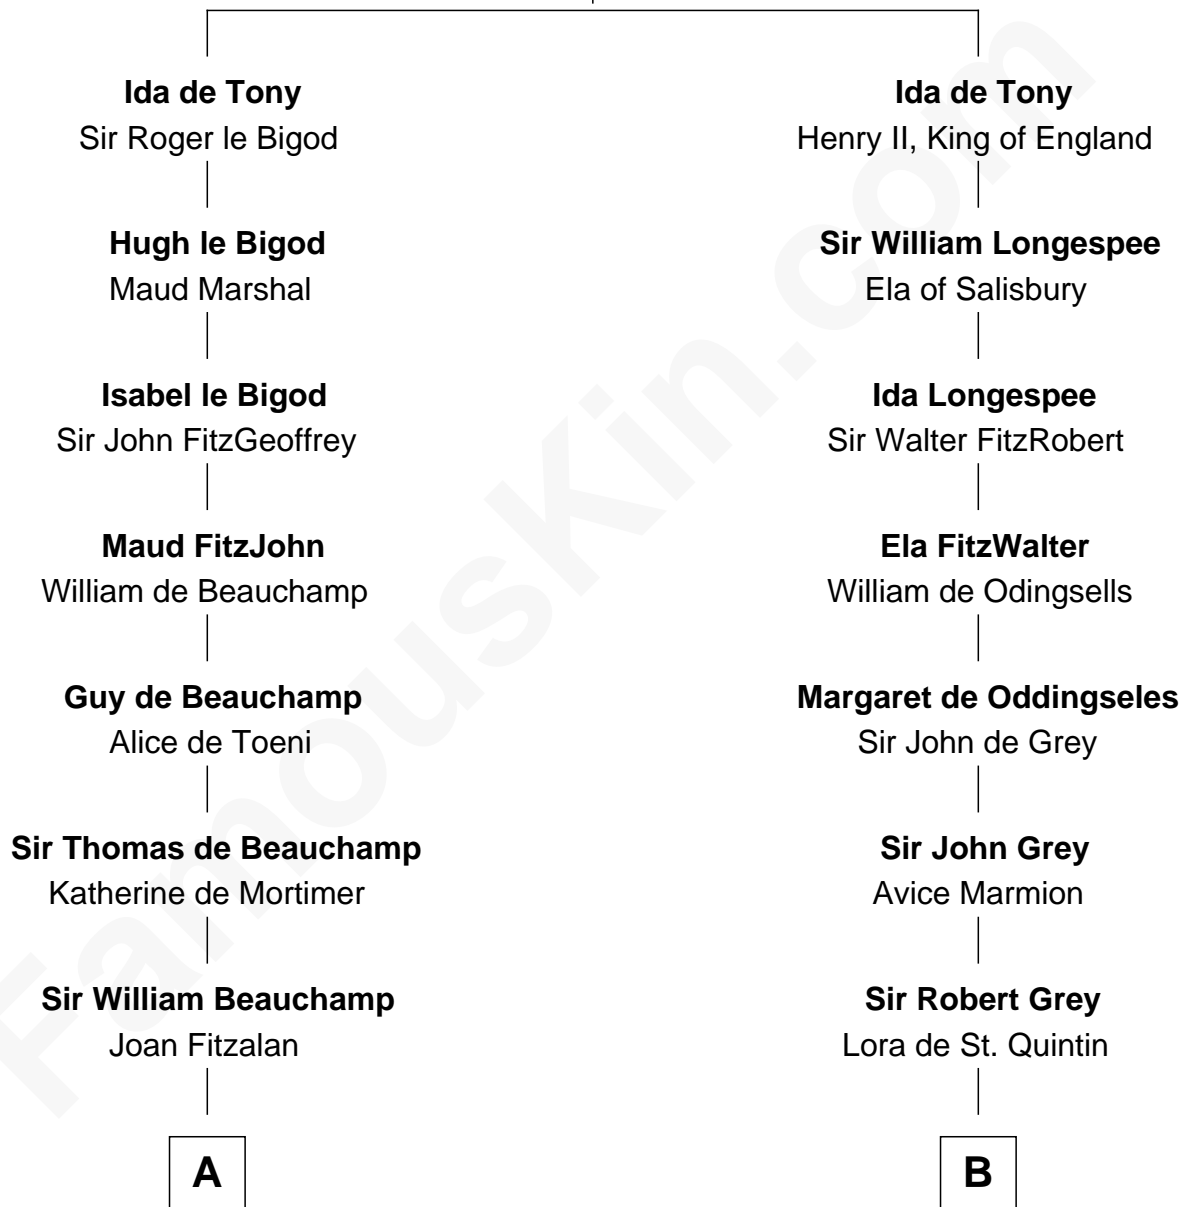 Ida de Tony
Sir Roger le Bigod
Hugh le Bigod
Maud Marshal
Isabel le Bigod
Sir John FitzGeoffrey
Maud FitzJohn
William de Beauchamp
Guy de Beauchamp
Alice de Toeni
Sir Thomas de Beauchamp
Katherine de Mortimer
Sir William Beauchamp
Joan Fitzalan
A
Ida de Tony
Henry II, King of England
Sir William Longespee
Ela of Salisbury
Ida Longespee
Sir Walter FitzRobert
Ela FitzWalter
William de Odingsells
Margaret de Oddingseles
Sir John de Grey
Sir John Grey
Avice Marmion
Sir Robert Grey
Lora de St. Quintin
B
FamousKin.com